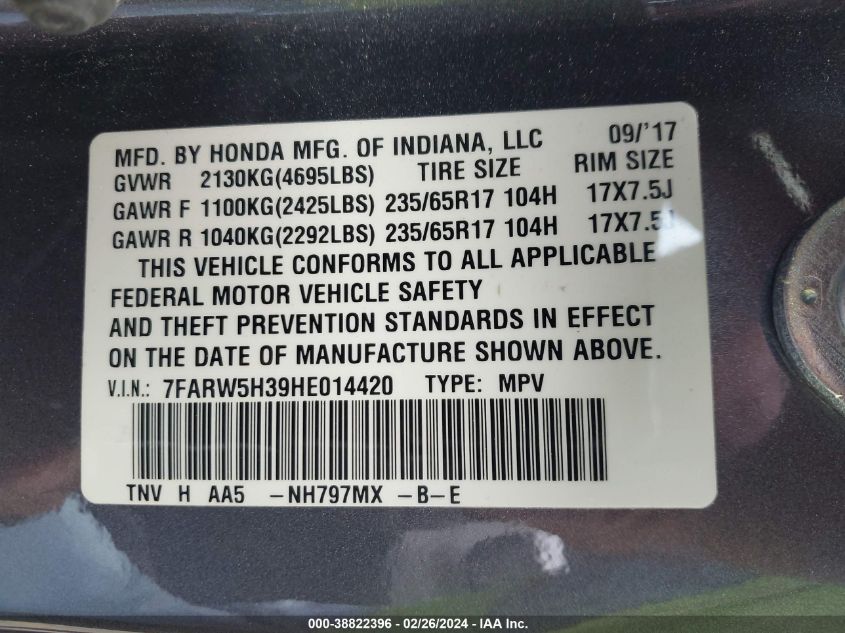 MFD. BY HONDA MFG. OF INDIANA, LLC 09/'17
GVWR 2130KG(4695LBS) TIRE SIZE RIM SIZE
GAWR F 1100KG(2425LBS) 235/65R17 104H 17X7.5J
GAWR R 1040KG(2292LBS) 235/65R17 104H 17X7.5J
THIS VEHICLE CONFORMS TO ALL APPLICABLE
FEDERAL MOTOR VEHICLE SAFETY
AND THEFT PREVENTION STANDARDS IN EFFECT
ON THE DATE OF MANUFACTURE SHOWN ABOVE.
V.I.N.: 7FARW5H39HE014420 TYPE: MPV
TNV H AA5 -NH797MX -B-E
000-38822396 - 02/26/2024 - IAA Inc.